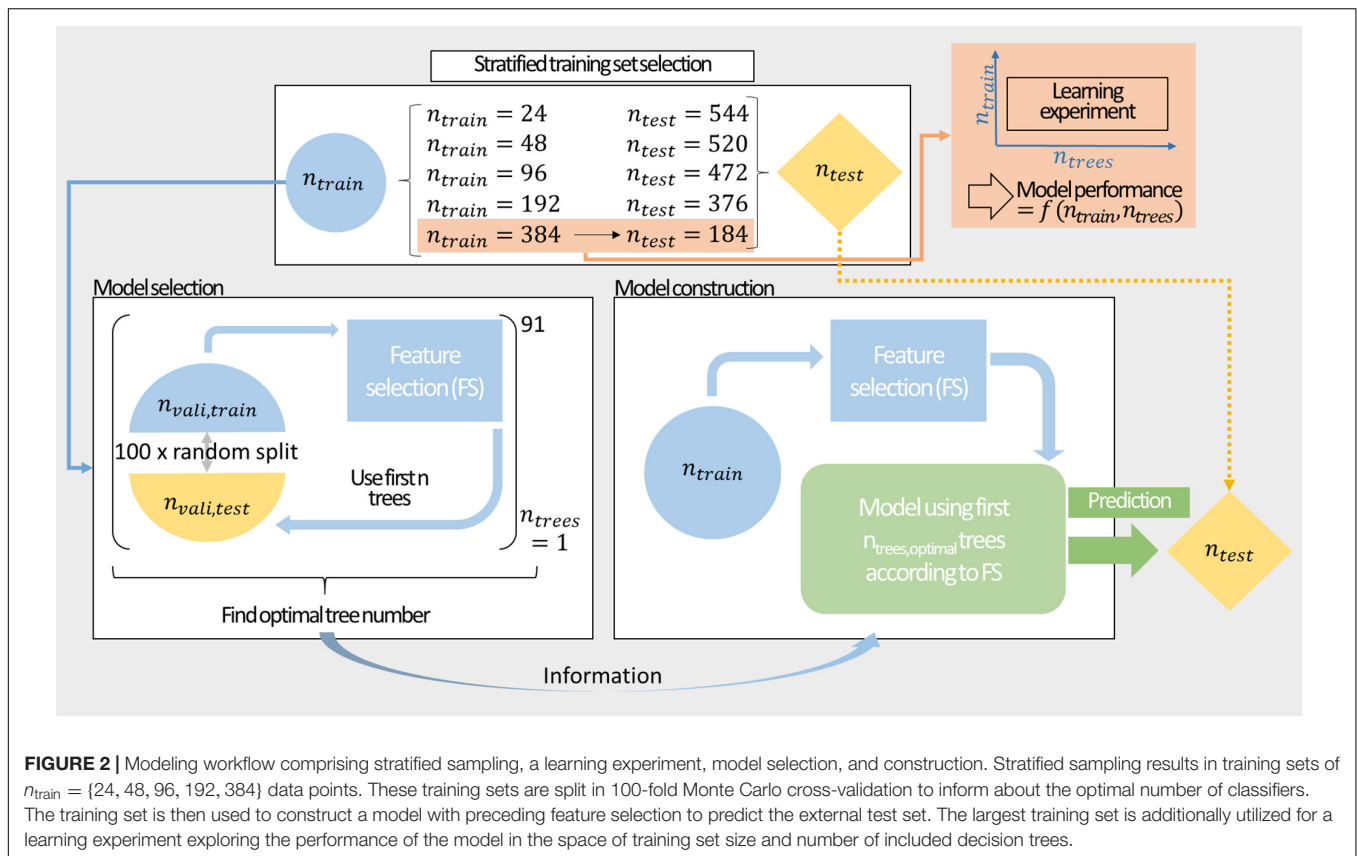 Stratified training set selection
n_train
n_train = 24 n_test = 544
n_train = 48 n_test = 520
n_train = 96 n_test = 472
n_train = 192 n_test = 376
n_train = 384 n_test = 184
n_test
n_train
Learning
experiment
n_trees
Model performance
= f(n_train, n_trees)
Model selection
91
n_vali,train
Feature
selection (FS)
100 x random split
n_vali,test
Use first n
trees
n_trees
= 1
Find optimal tree number
Model construction
n_train
Feature
selection (FS)
Model using first
n_trees,optimal trees
according to FS
Prediction
n_test
Information
FIGURE 2 | Modeling workflow comprising stratified sampling, a learning experiment, model selection, and construction. Stratified sampling results in training sets of
n_train = {24, 48, 96, 192, 384} data points. These training sets are split in 100-fold Monte Carlo cross-validation to inform about the optimal number of classifiers.
The training set is then used to construct a model with preceding feature selection to predict the external test set. The largest training set is additionally utilized for a
learning experiment exploring the performance of the model in the space of training set size and number of included decision trees.